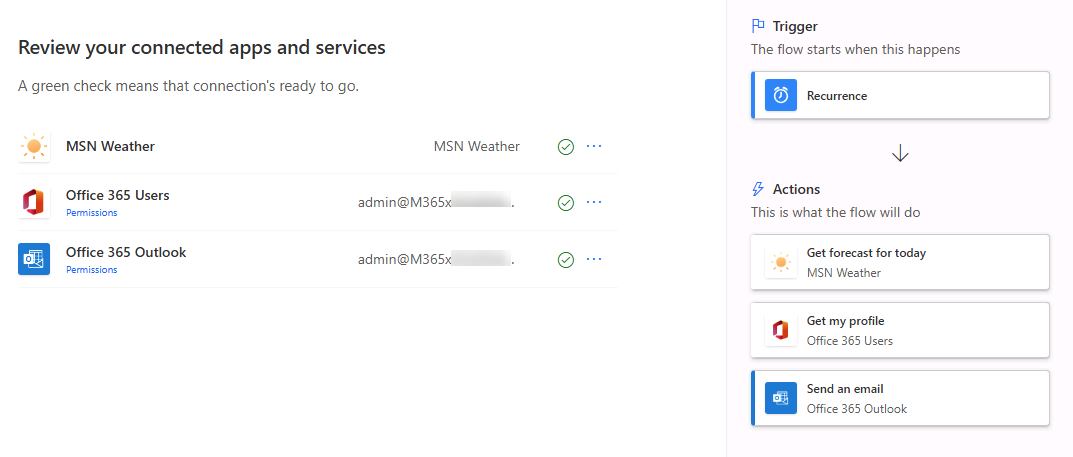 Review your connected apps and services
A green check means that connection's ready to go.
MSN Weather MSN Weather
Office 365 Users
Permissions
admin@M365x
Office 365 Outlook
Permissions
admin@M365x
Trigger
The flow starts when this happens
Recurrence
Actions
This is what the flow will do
Get forecast for today
MSN Weather
Get my profile
Office 365 Users
Send an email
Office 365 Outlook